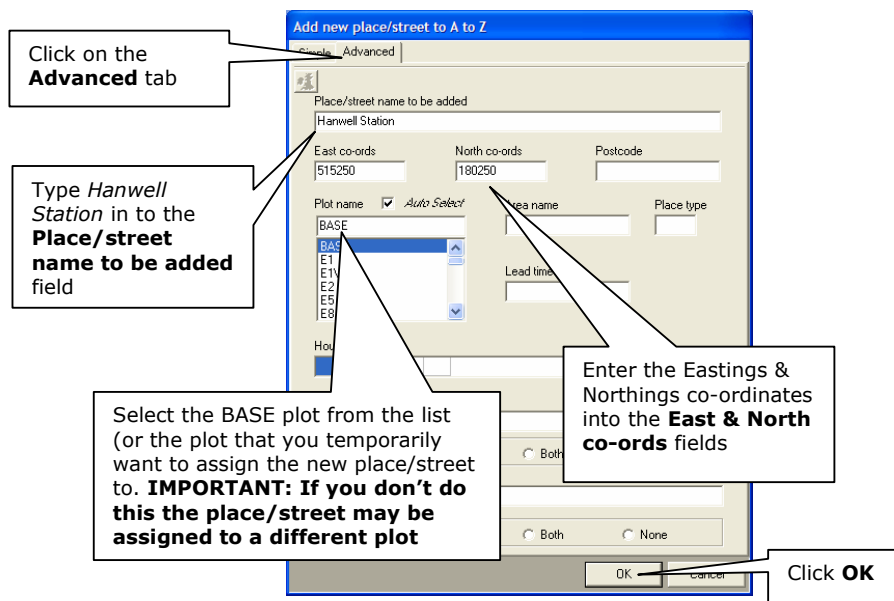 Add new place/street to A to Z
Click on the
Advanced tab
Simple Advanced
Place/street name to be added
Hanwell Station
East co-ords North co-ords Postcode
515250 180250
Type Hanwell
Station in to the
Place/street
name to be added
field
Plot name Auto Select Area name Place type
BASE
BAS
E1
E1
E2
E5
E8
Lead time
Hou
Enter the Eastings &
Northings co-ordinates
into the East & North
co-ords fields
Select the BASE plot from the list
(or the plot that you temporarily
want to assign the new place/street
to. IMPORTANT: If you don't do
this the place/street may be
assigned to a different plot
Both
Both None
OK Cancel
Click OK